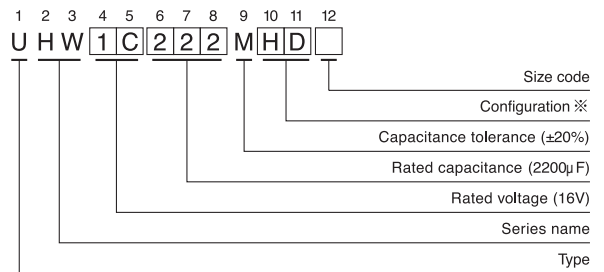 1 2 3 4 5 6 7 8 9 10 11 12
U H W 1 C 2 2 2 M H D
Size code
Configuration ※
Capacitance tolerance (±20%)
Rated capacitance (2200µF)
Rated voltage (16V)
Series name
Type